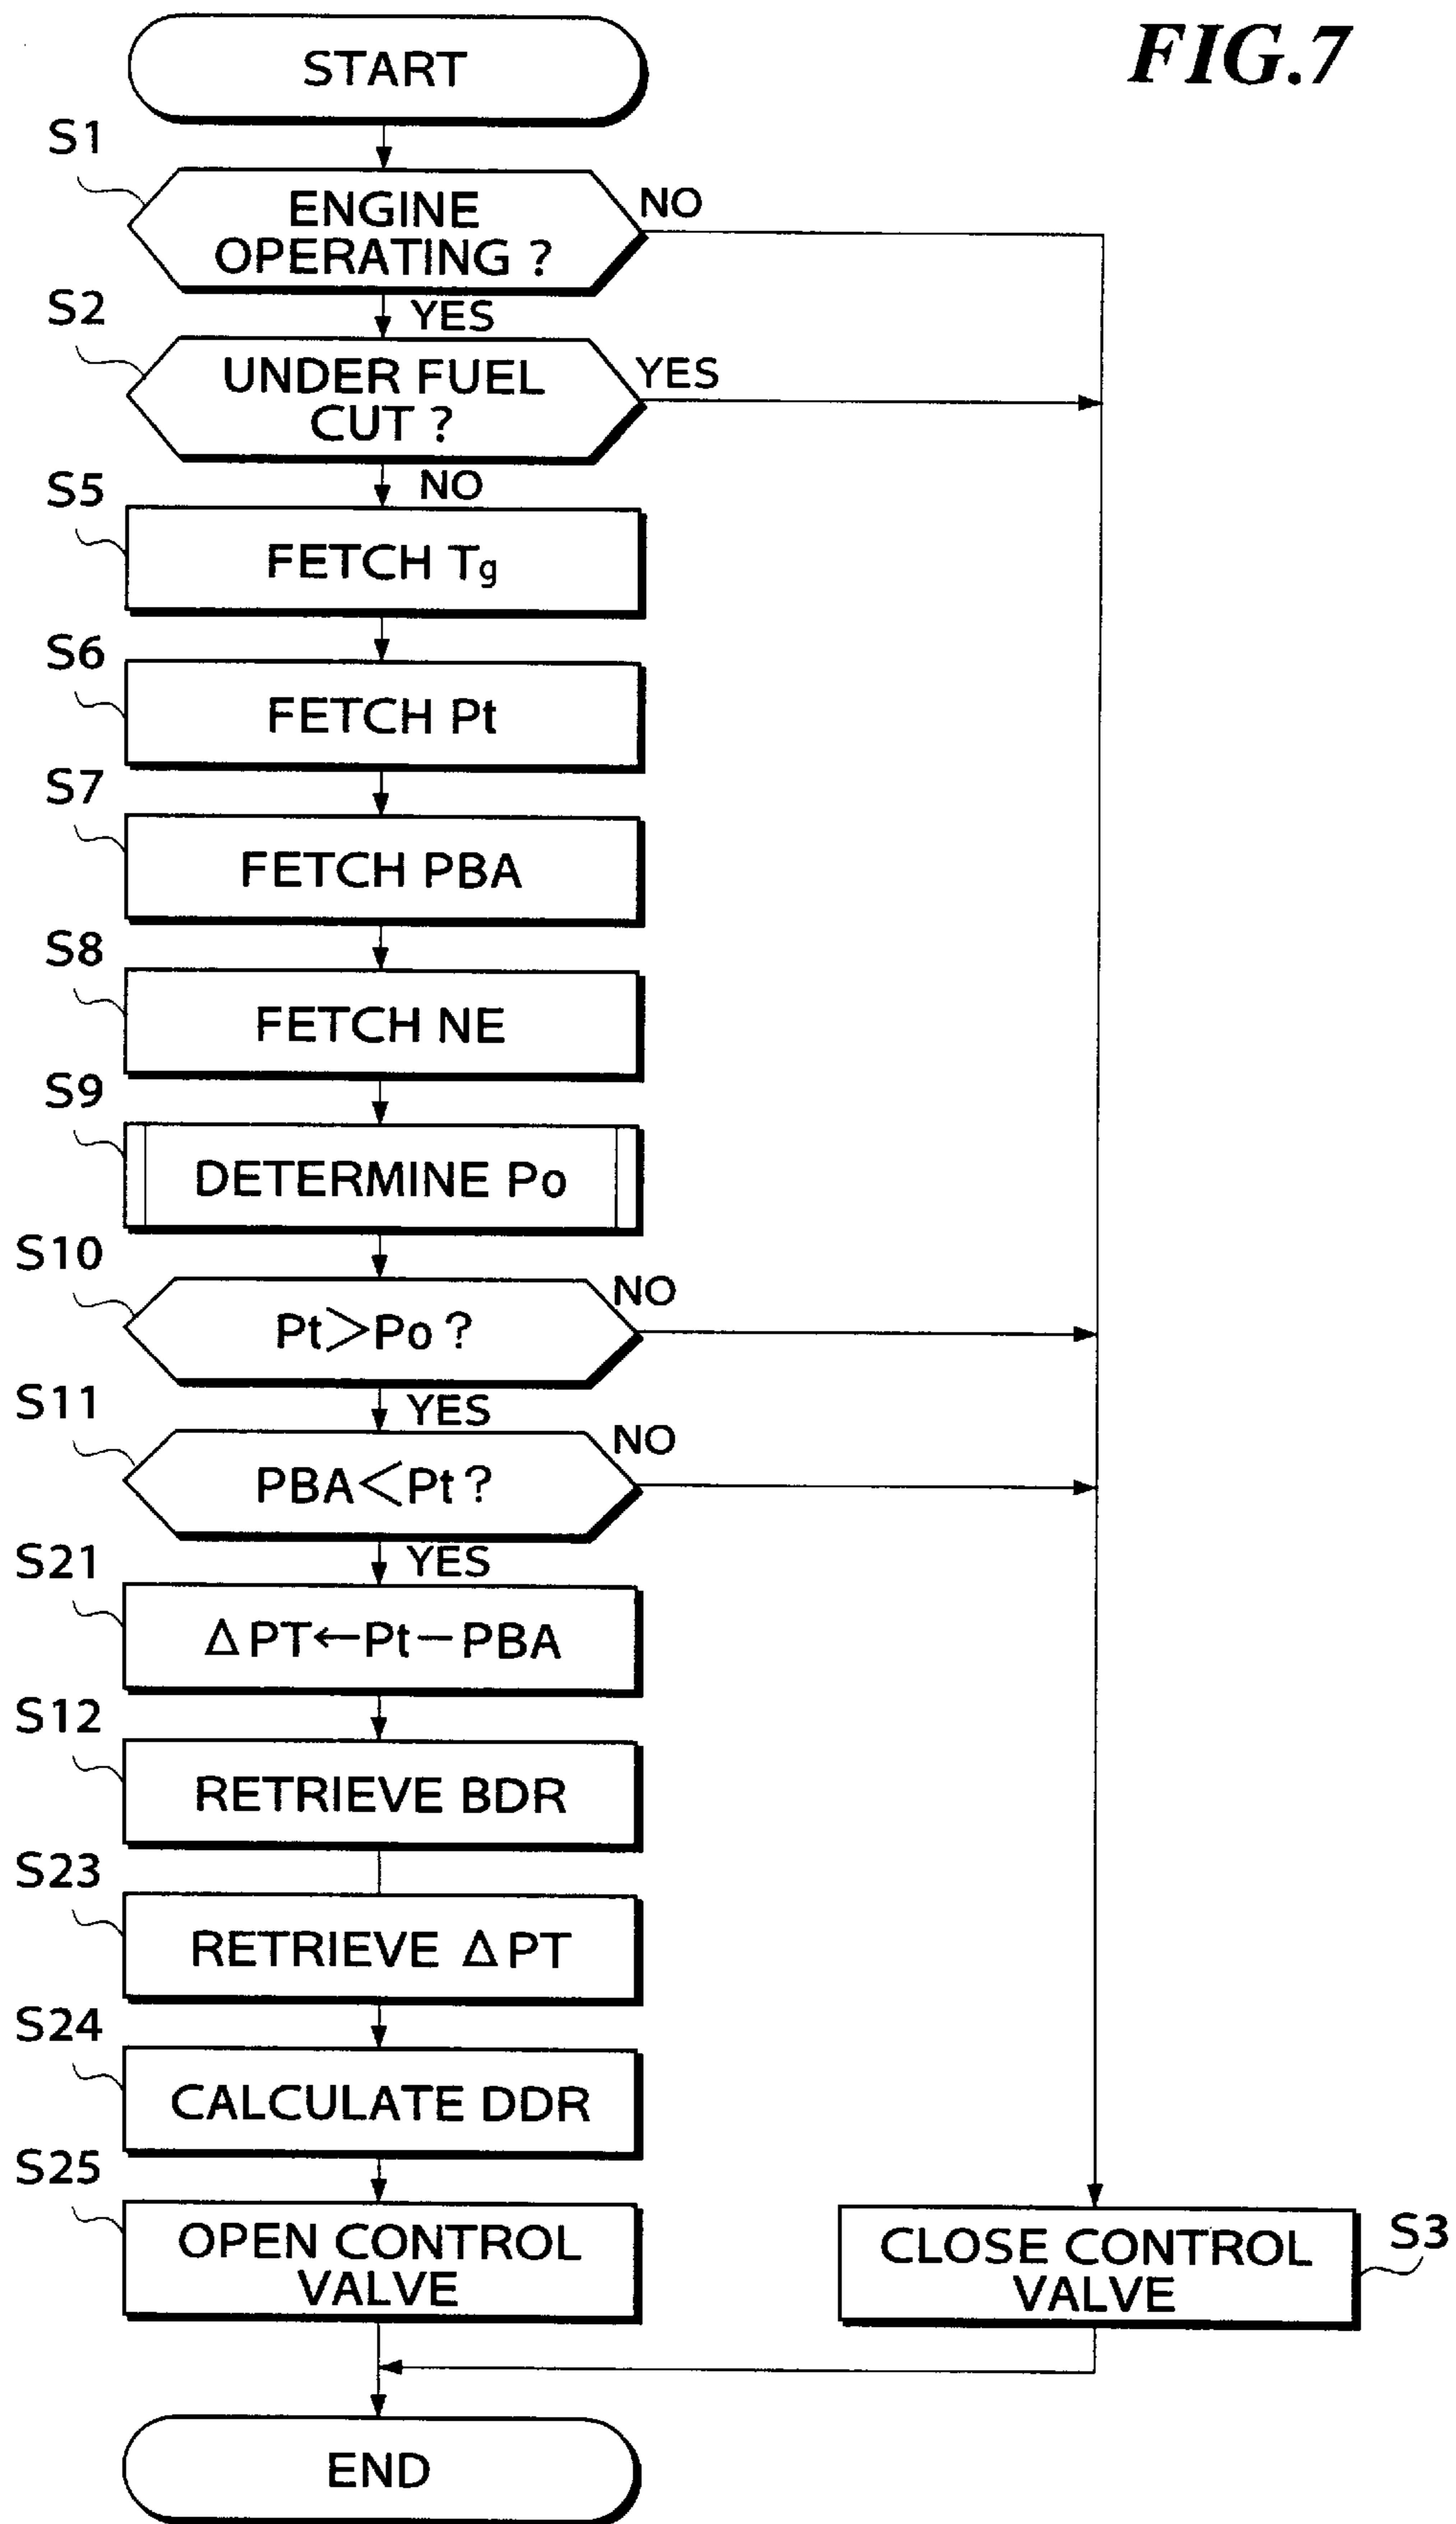 FIG.7
START
S1
ENGINE
OPERATING ?
NO
YES
S2
UNDER FUEL
CUT ?
YES
NO
S5
FETCH Tg
S6
FETCH Pt
S7
FETCH PBA
S8
FETCH NE
S9
DETERMINE Po
S10
Pt>Po ?
NO
YES
S11
PBA<Pt ?
NO
YES
S21
Δ PT←Pt−PBA
S12
RETRIEVE BDR
S23
RETRIEVE Δ PT
S24
CALCULATE DDR
S25
OPEN CONTROL
VALVE
CLOSE CONTROL
VALVE
S3
END